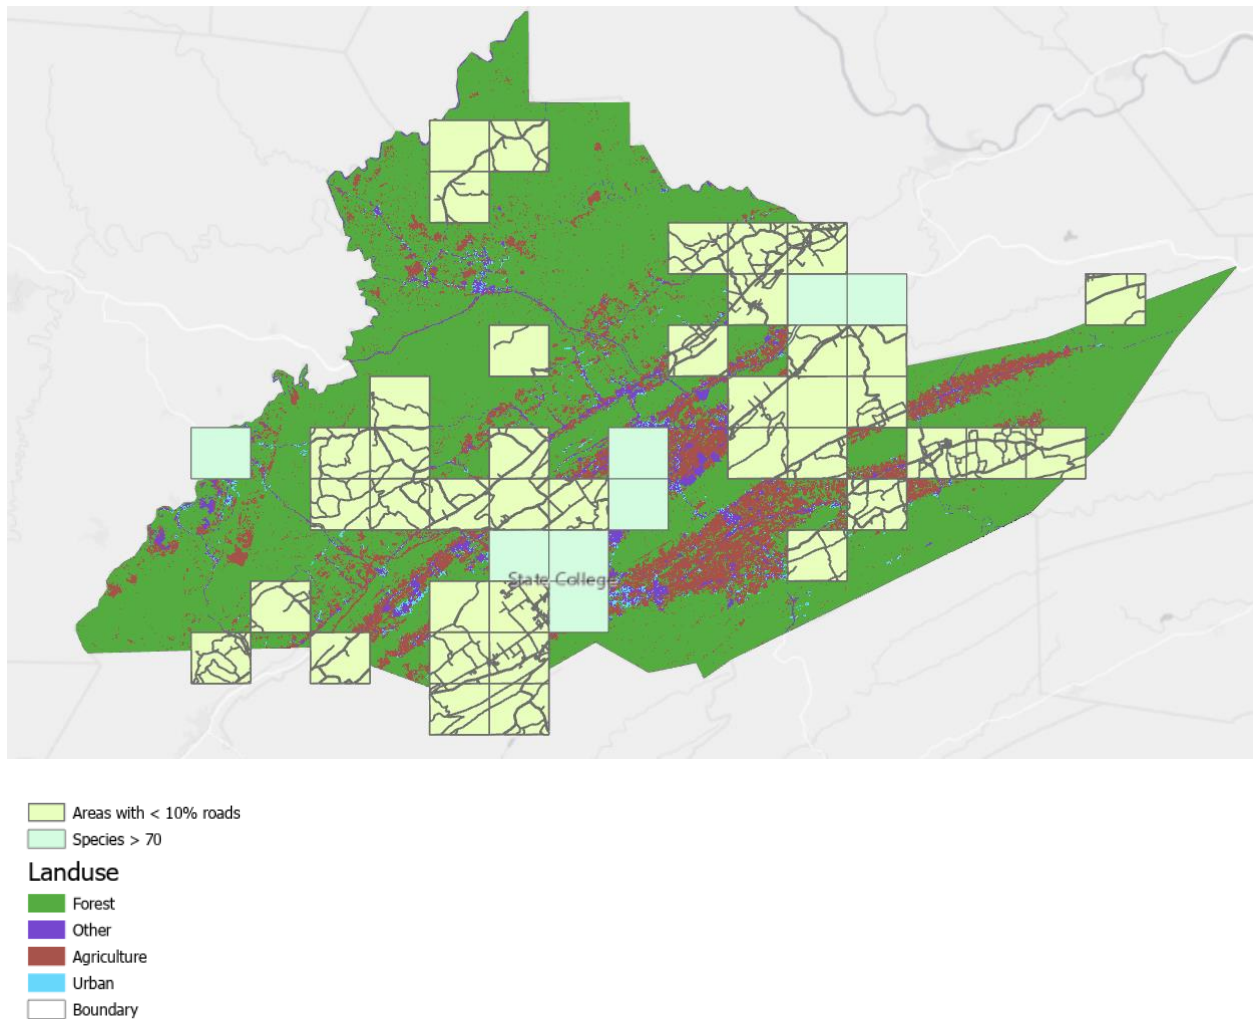 State College
Areas with < 10% roads
Species > 70
Landuse
Forest
Other
Agriculture
Urban
Boundary